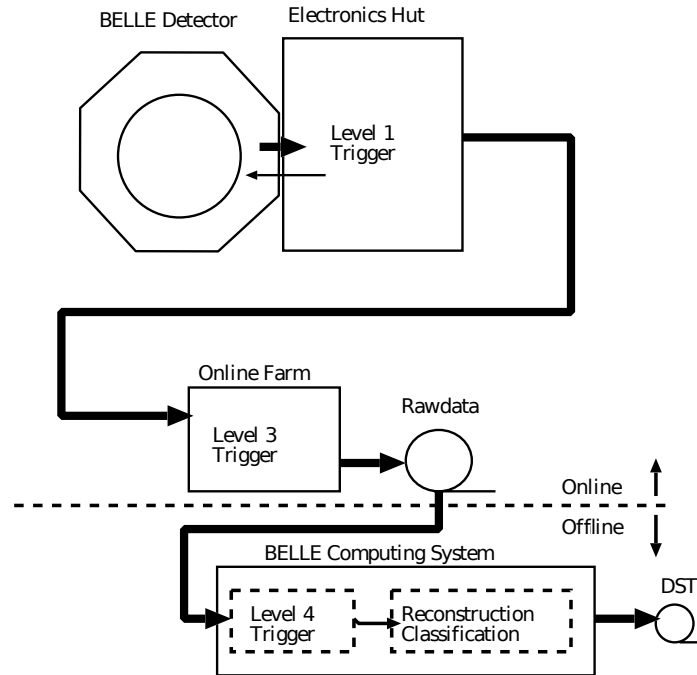 BELLE Detector
Electronics Hut
Level 1
Trigger
Online Farm
Level 3
Trigger
Rawdata
Online
Offline
BELLE Computing System
Level 4
Trigger
Reconstruction
Classification
DST